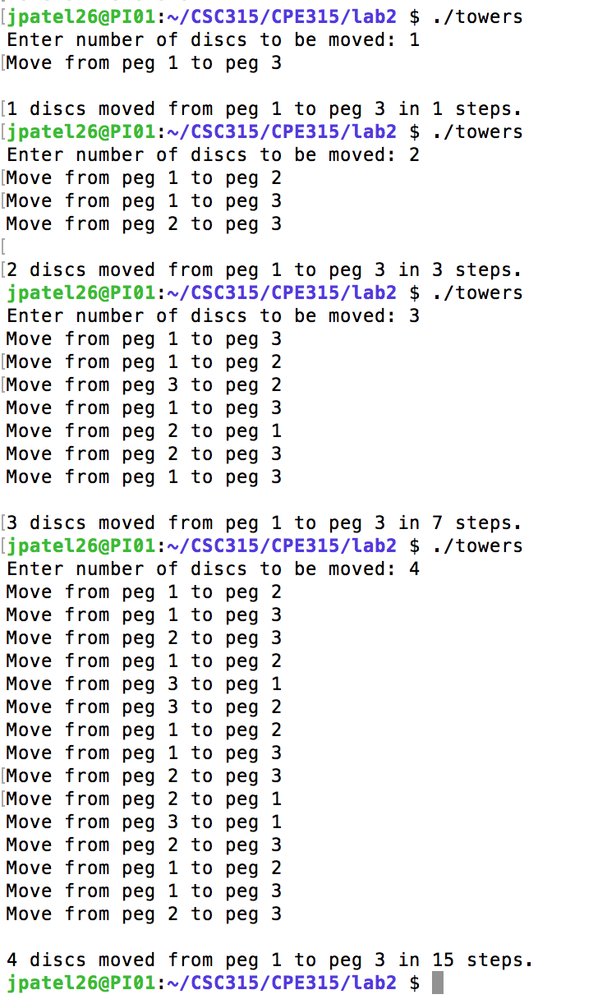 [jpatel26@PI01:~/CSC315/CPE315/lab2 $ ./towers
Enter number of discs to be moved: 1
[Move from peg 1 to peg 3
[1 discs moved from peg 1 to peg 3 in 1 steps.
[jpatel26@PI01:~/CSC315/CPE315/lab2 $ ./towers
Enter number of discs to be moved: 2
[Move from peg 1 to peg 2
[Move from peg 1 to peg 3
Move from peg 2 to peg 3
[
[2 discs moved from peg 1 to peg 3 in 3 steps.
jpatel26@PI01:~/CSC315/CPE315/lab2 $ ./towers
Enter number of discs to be moved: 3
Move from peg 1 to peg 3
[Move from peg 1 to peg 2
[Move from peg 3 to peg 2
Move from peg 1 to peg 3
Move from peg 2 to peg 1
Move from peg 2 to peg 3
Move from peg 1 to peg 3
[3 discs moved from peg 1 to peg 3 in 7 steps.
[jpatel26@PI01:~/CSC315/CPE315/lab2 $ ./towers
Enter number of discs to be moved: 4
Move from peg 1 to peg 2
Move from peg 1 to peg 3
Move from peg 2 to peg 3
Move from peg 1 to peg 2
Move from peg 3 to peg 1
Move from peg 3 to peg 2
Move from peg 1 to peg 2
Move from peg 1 to peg 3
[Move from peg 2 to peg 3
[Move from peg 2 to peg 1
Move from peg 3 to peg 1
Move from peg 2 to peg 3
Move from peg 1 to peg 2
Move from peg 1 to peg 3
Move from peg 2 to peg 3
4 discs moved from peg 1 to peg 3 in 15 steps.
jpatel26@PI01:~/CSC315/CPE315/lab2 $